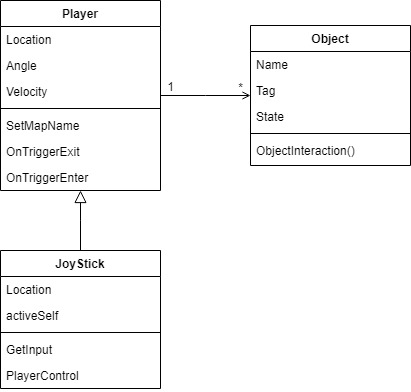 Player
Location
Angle
Velocity
SetMapName
OnTriggerExit
OnTriggerEnter
1
*
Object
Name
Tag
State
ObjectInteraction()
JoyStick
Location
activeSelf
GetInput
PlayerControl